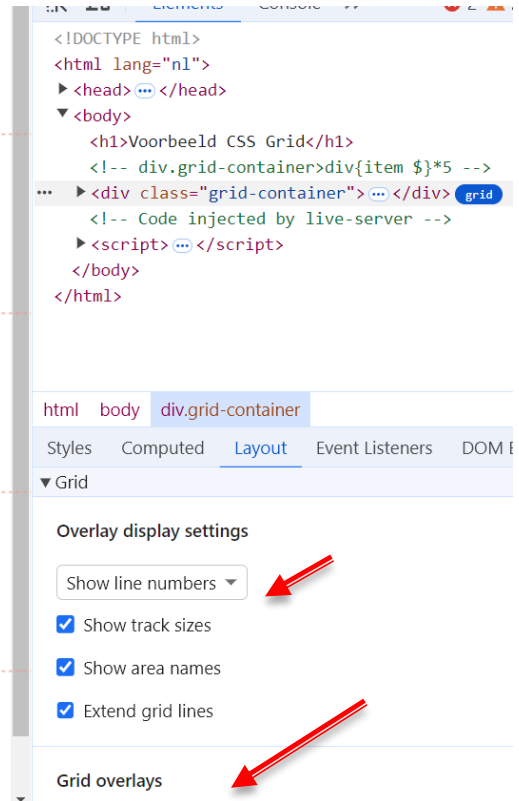 Elements Console
<!DOCTYPE html>
<html lang="nl">
<head> ••• </head>
<body>
<h1>Voorbeeld CSS Grid</h1>
<!-- div.grid-container>div{item $}*5 -->
••• <div class="grid-container"> ••• </div> grid
<!-- Code injected by live-server -->
<script> ••• </script>
</body>
</html>
html body div.grid-container
Styles Computed Layout Event Listeners DOM
Grid
Overlay display settings
Show line numbers
Show track sizes
Show area names
Extend grid lines
Grid overlays